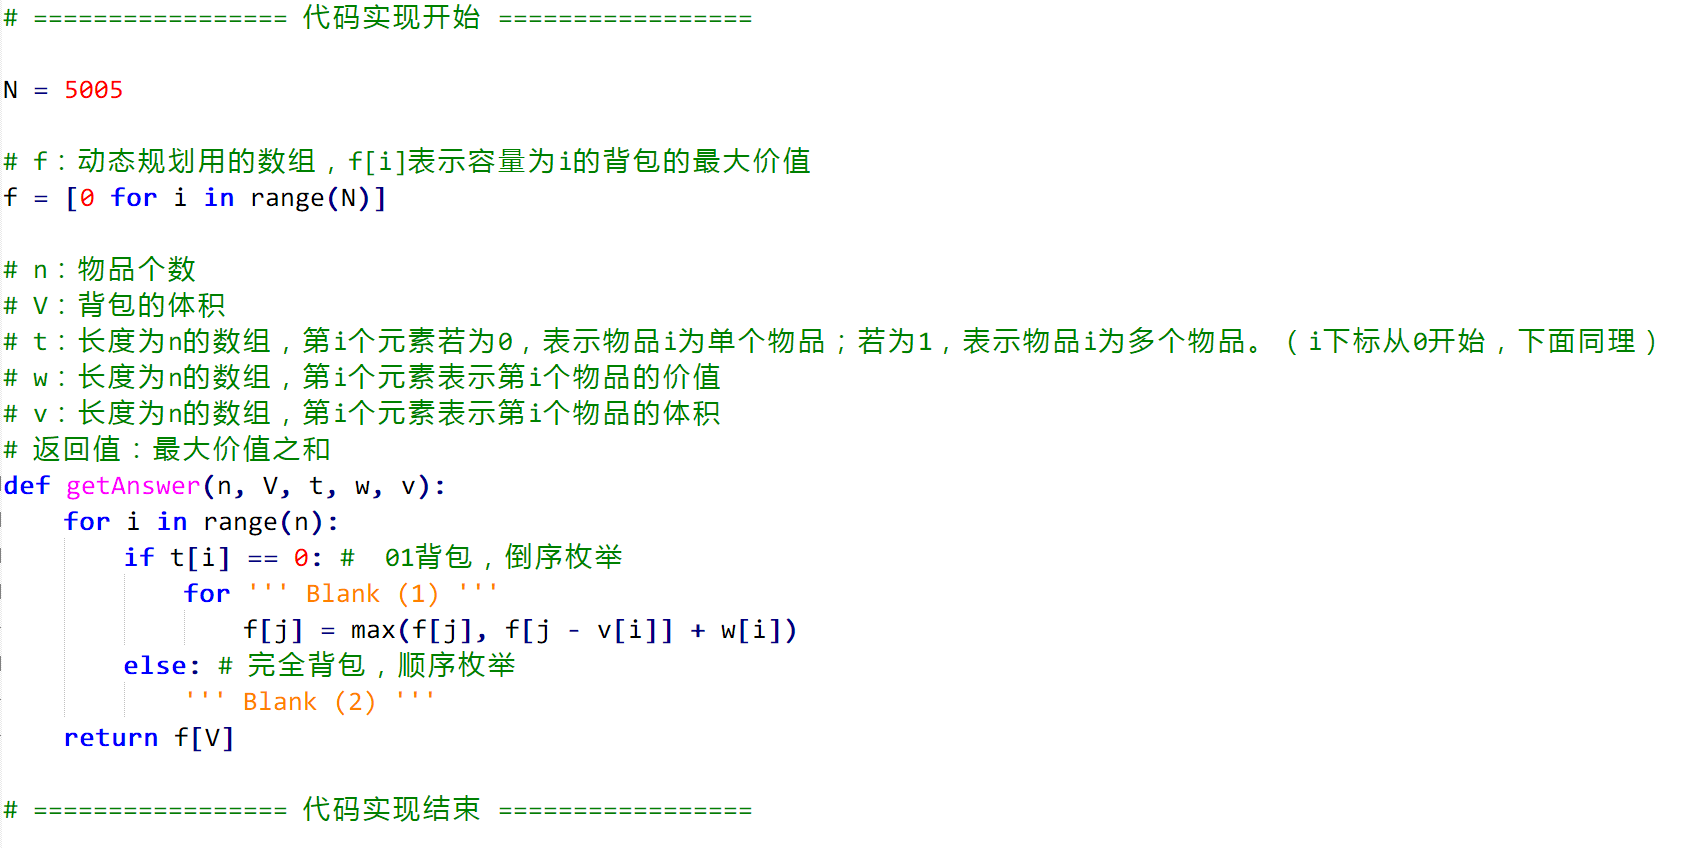 # ================= 代码实现开始 =================
N = 5005
# f：动态规划用的数组，f[i]表示容量为i的背包的最大价值
f = [0 for i in range(N)]
# n：物品个数
# V：背包的体积
# t：长度为n的数组，第i个元素若为0，表示物品i为单个物品；若为1，表示物品i为多个物品。（i下标从0开始，下面同理）
# w：长度为n的数组，第i个元素表示第i个物品的价值
# v：长度为n的数组，第i个元素表示第i个物品的体积
# 返回值：最大价值之和
def getAnswer(n, V, t, w, v):
    for i in range(n):
        if t[i] == 0: #  01背包，倒序枚举
            for ''' Blank (1) '''
                f[j] = max(f[j], f[j - v[i]] + w[i])
        else: # 完全背包，顺序枚举
            ''' Blank (2) '''
    return f[V]
# ================= 代码实现结束 =================